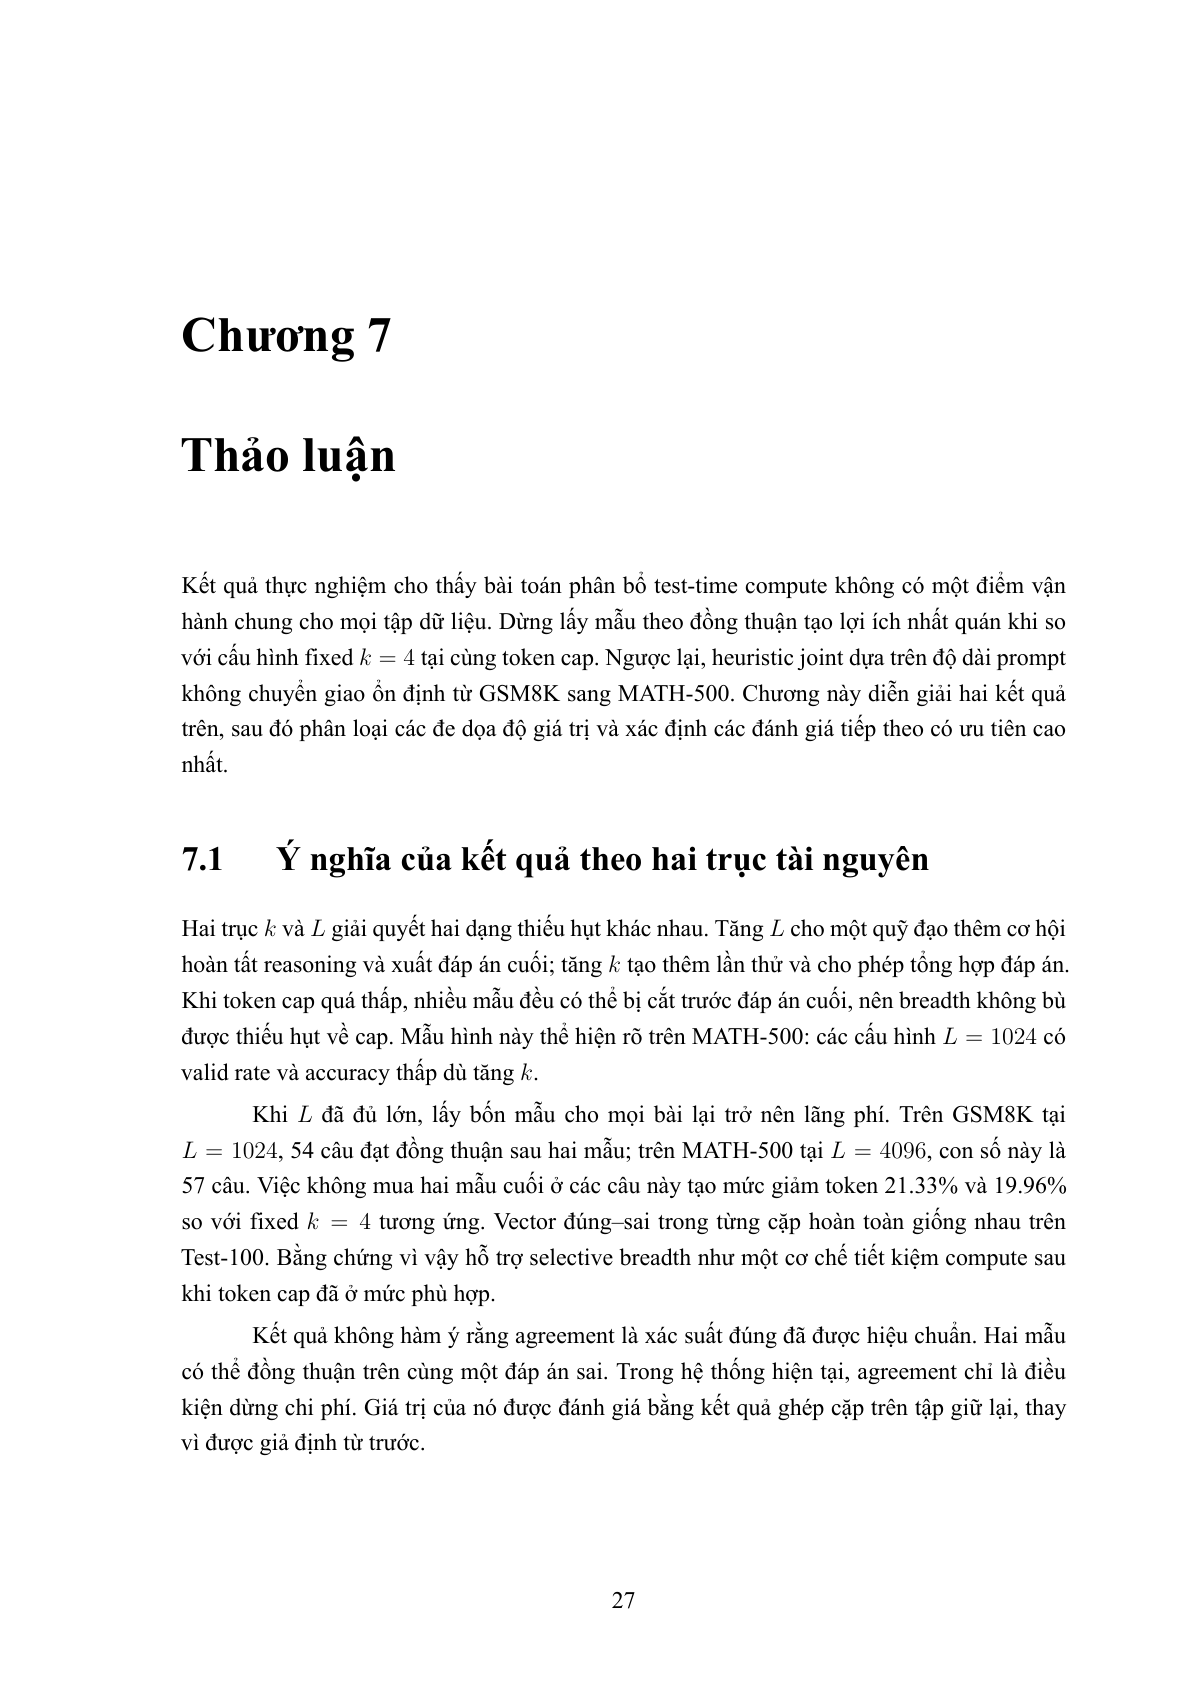 Chương 7
Thảo luận
Kết quả thực nghiệm cho thấy bài toán phân bổ test-time compute không có một điểm vận
hành chung cho mọi tập dữ liệu. Dừng lấy mẫu theo đồng thuận tạo lợi ích nhất quán khi so
với cấu hình fixed k = 4 tại cùng token cap. Ngược lại, heuristic joint dựa trên độ dài prompt
không chuyển giao ổn định từ GSM8K sang MATH-500. Chương này diễn giải hai kết quả
trên, sau đó phân loại các đe dọa độ giá trị và xác định các đánh giá tiếp theo có ưu tiên cao
nhất.
7.1 Ý nghĩa của kết quả theo hai trục tài nguyên
Hai trục k và L giải quyết hai dạng thiếu hụt khác nhau. Tăng L cho một quỹ đạo thêm cơ hội
hoàn tất reasoning và xuất đáp án cuối; tăng k tạo thêm lần thử và cho phép tổng hợp đáp án.
Khi token cap quá thấp, nhiều mẫu đều có thể bị cắt trước đáp án cuối, nên breadth không bù
được thiếu hụt về cap. Mẫu hình này thể hiện rõ trên MATH-500: các cấu hình L = 1024 có
valid rate và accuracy thấp dù tăng k.
Khi L đã đủ lớn, lấy bốn mẫu cho mọi bài lại trở nên lãng phí. Trên GSM8K tại
L = 1024, 54 câu đạt đồng thuận sau hai mẫu; trên MATH-500 tại L = 4096, con số này là
57 câu. Việc không mua hai mẫu cuối ở các câu này tạo mức giảm token 21.33% và 19.96%
so với fixed k = 4 tương ứng. Vector đúng–sai trong từng cặp hoàn toàn giống nhau trên
Test-100. Bằng chứng vì vậy hỗ trợ selective breadth như một cơ chế tiết kiệm compute sau
khi token cap đã ở mức phù hợp.
Kết quả không hàm ý rằng agreement là xác suất đúng đã được hiệu chuẩn. Hai mẫu
có thể đồng thuận trên cùng một đáp án sai. Trong hệ thống hiện tại, agreement chỉ là điều
kiện dừng chi phí. Giá trị của nó được đánh giá bằng kết quả ghép cặp trên tập giữ lại, thay
vì được giả định từ trước.
27